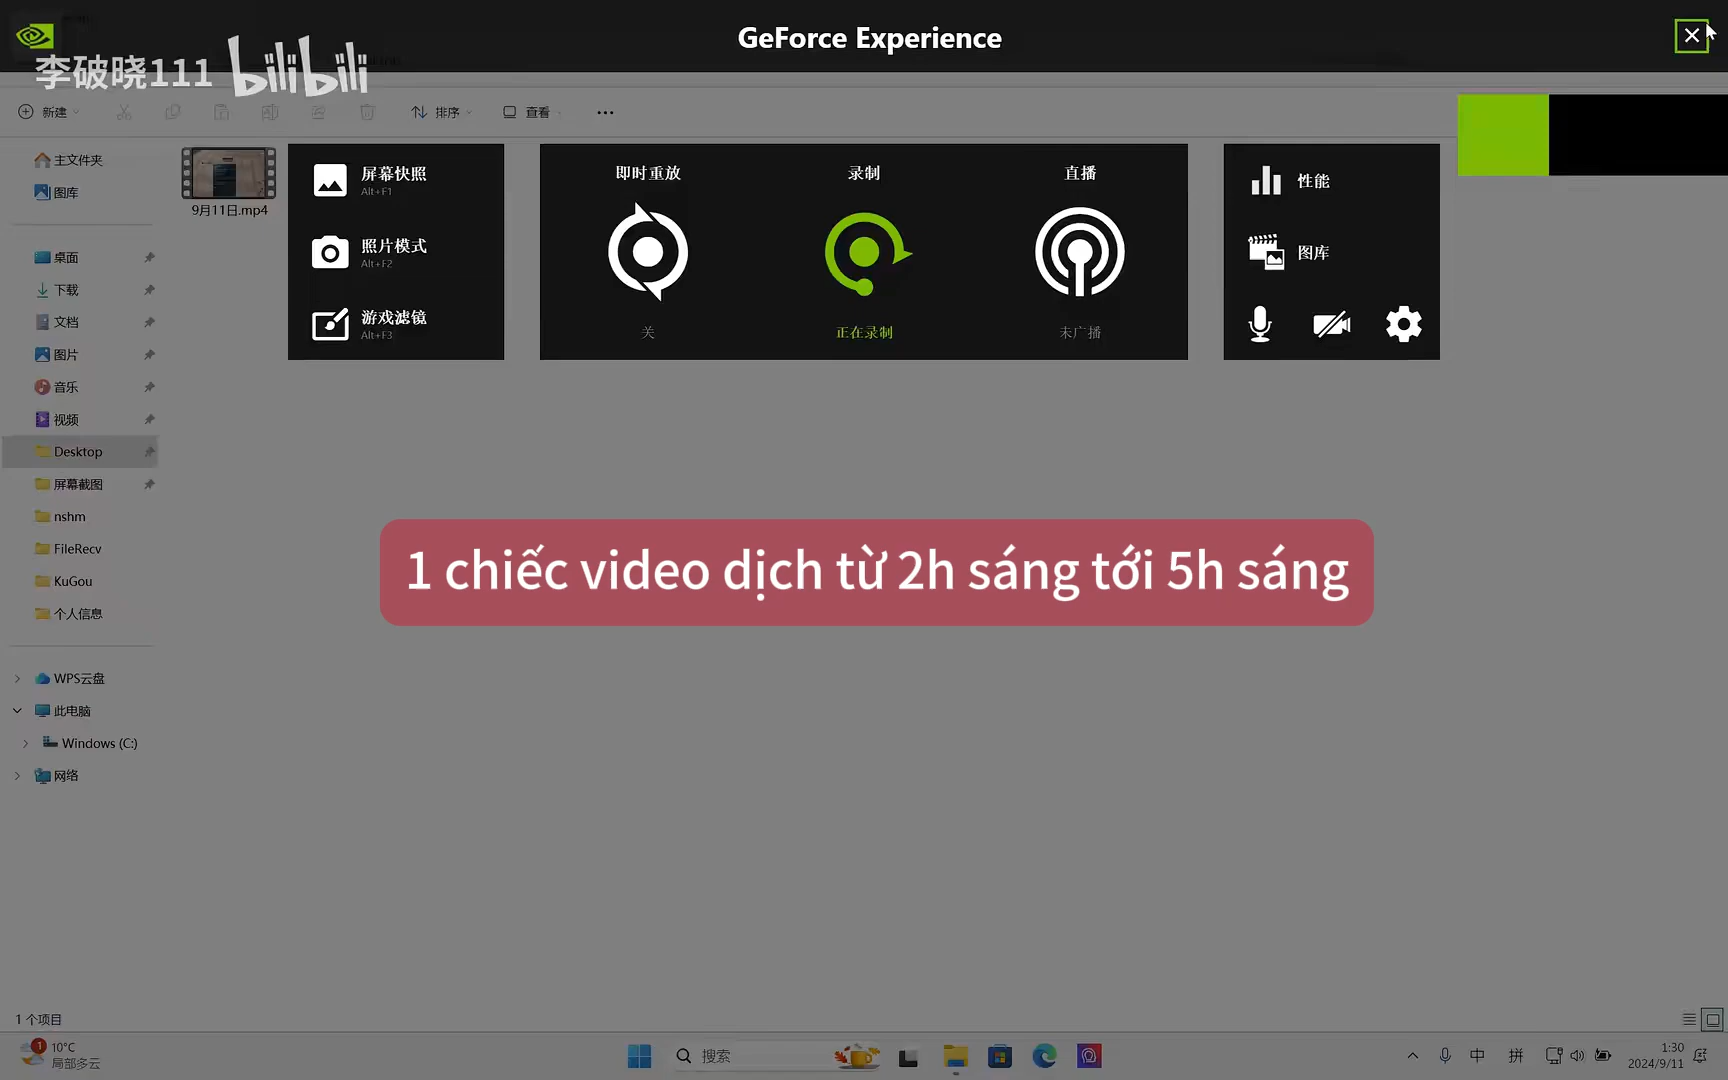 GeForce Experience
李破晓111 bilibili
新建
排序
查看
主文件夹
图库
桌面
下载
文档
图片
音乐
视频
Desktop
屏幕截图
nshm
FileRecv
KuGou
个人信息
WPS云盘
此电脑
Windows (C:)
网络
9月11日.mp4
屏幕快照
Alt+F1
照片模式
Alt+F2
游戏滤镜
Alt+F3
即时重放
关
录制
正在录制
直播
未广播
性能
图库
1 chiếc video dịch từ 2h sáng tới 5h sáng
1 个项目
1
10°C
局部多云
搜索
中
拼
1:30
2024/9/11